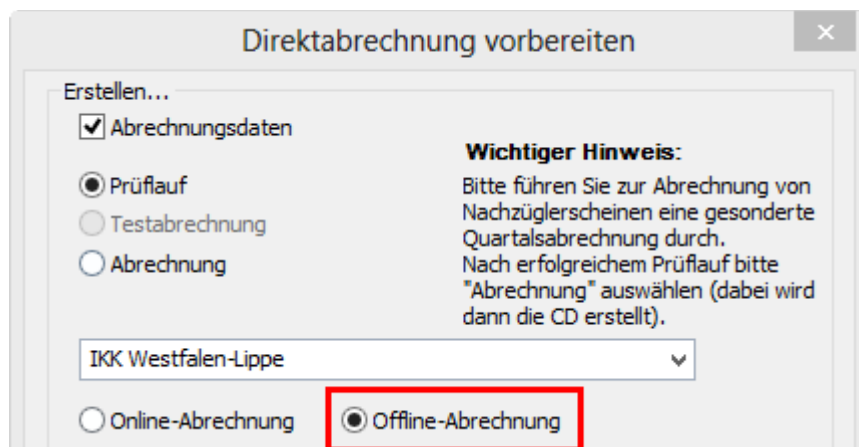 Direktabrechnung vorbereiten
Erstellen...
Abrechnungsdaten
Prüflauf
Testabrechnung
Abrechnung
Wichtiger Hinweis:
Bitte führen Sie zur Abrechnung von
Nachzüglerscheinen eine gesonderte
Quartalsabrechnung durch.
Nach erfolgreichem Prüflauf bitte
"Abrechnung" auswählen (dabei wird
dann die CD erstellt).
IKK Westfalen-Lippe
Online-Abrechnung
Offline-Abrechnung